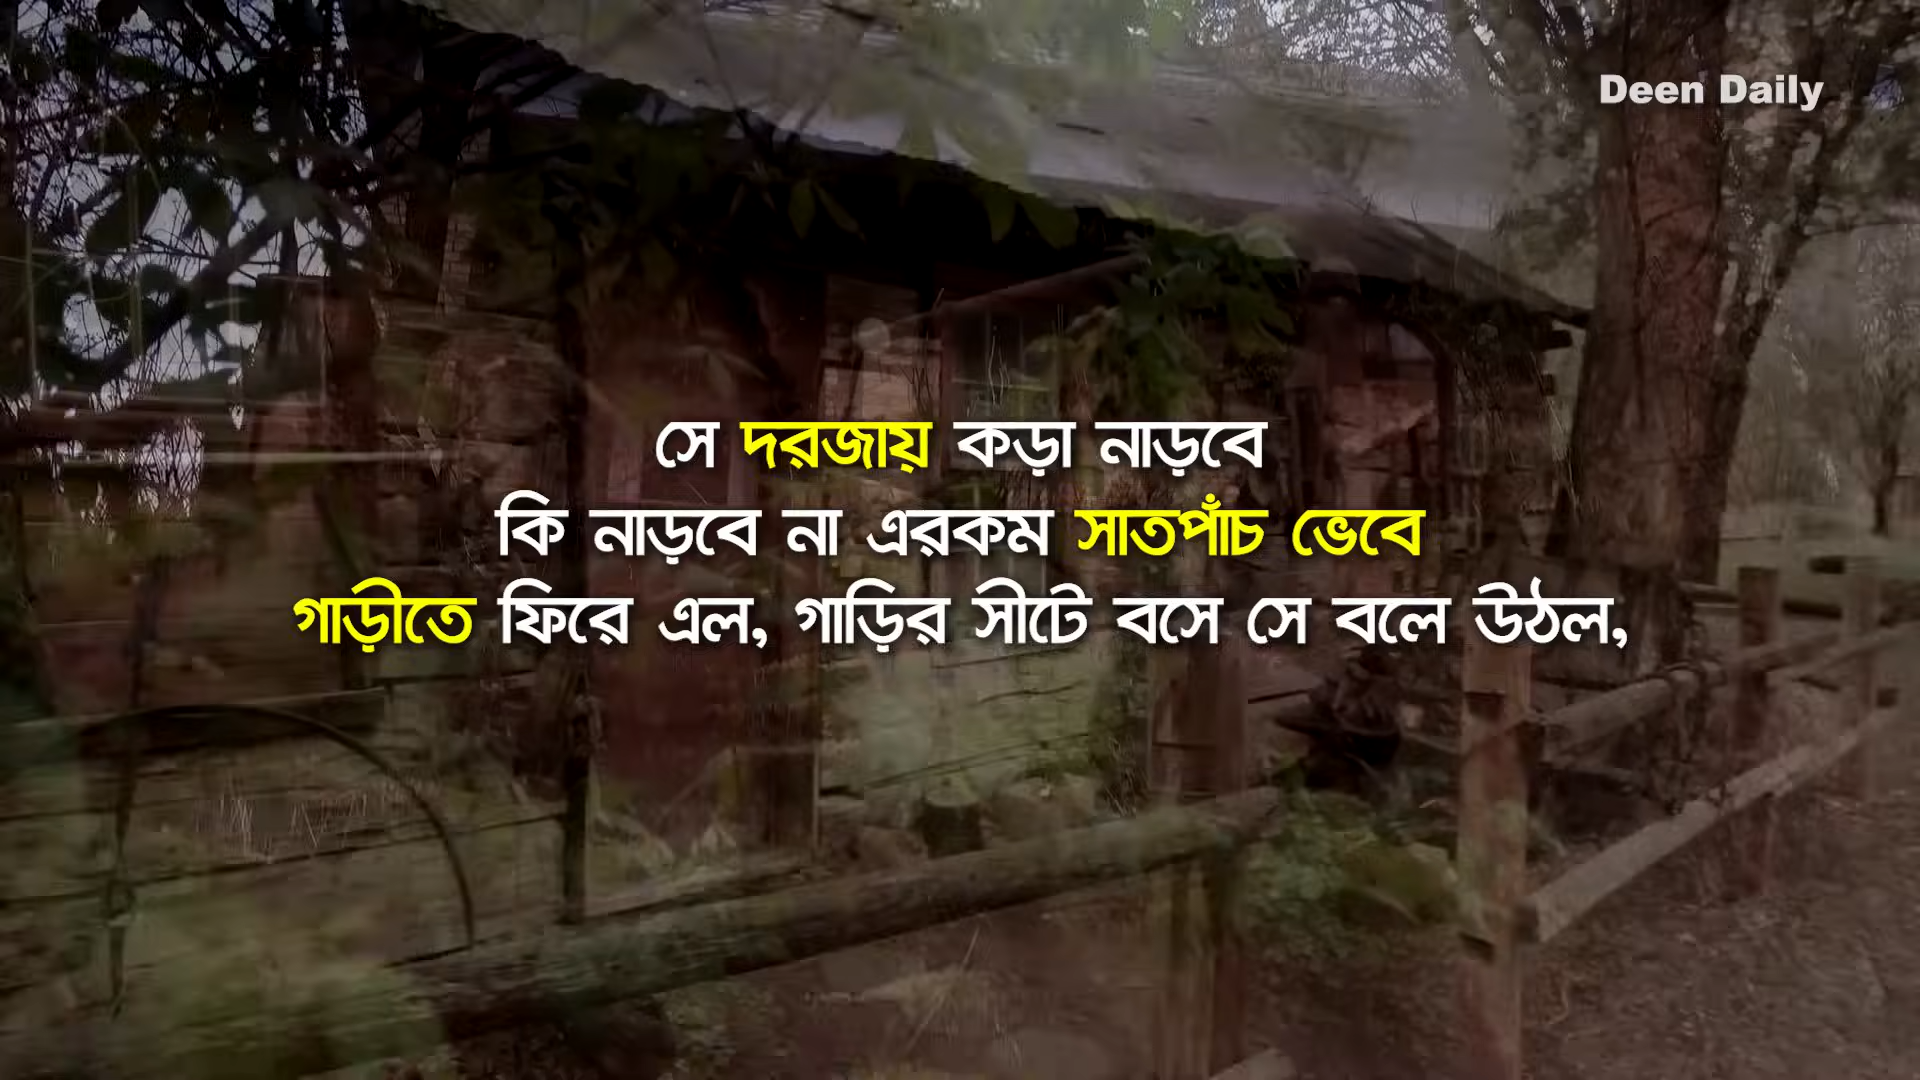 Deen Daily
সে দরজায় কড়া নাড়বে
কি নাড়বে না এরকম সাতপাঁচ ভেবে
গাড়ীতে ফিরে এল, গাড়ির সীটে বসে সে বলে উঠল,